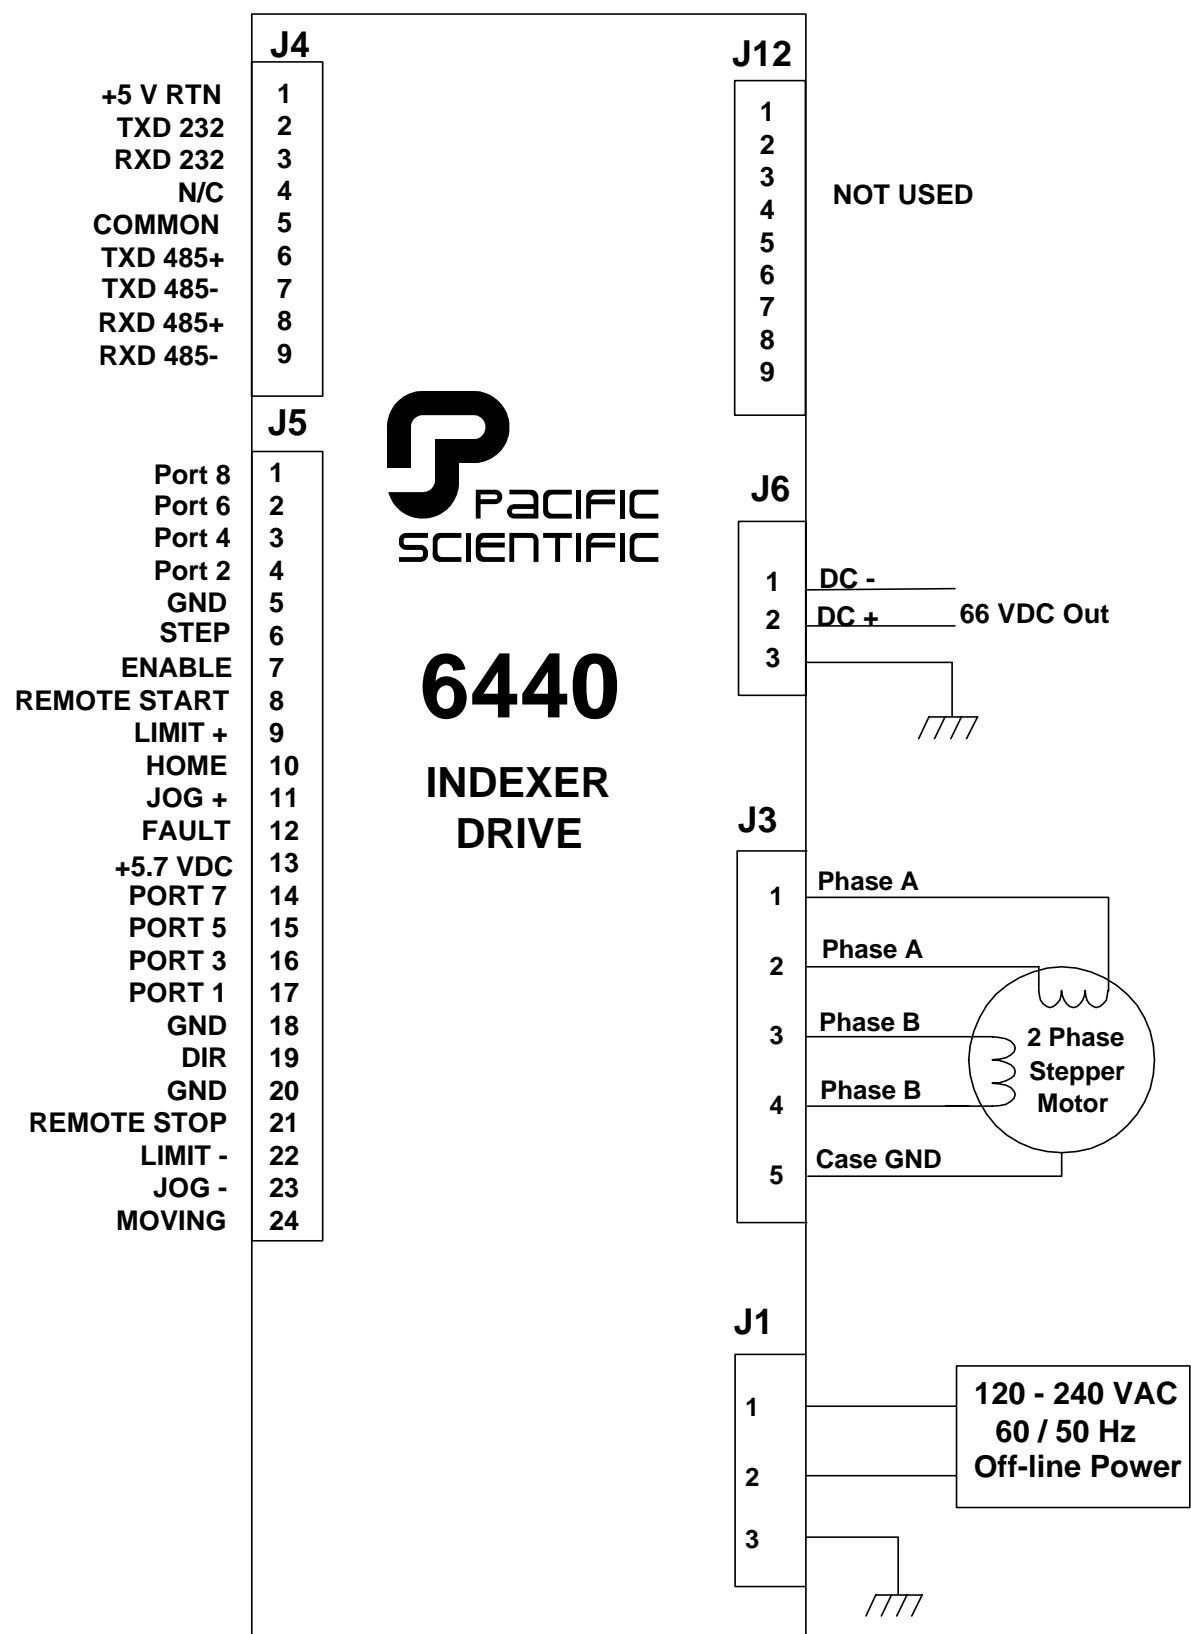 J4
+5 V RTN 1
TXD 232 2
RXD 232 3
N/C 4
COMMON 5
TXD 485+ 6
TXD 485- 7
RXD 485+ 8
RXD 485- 9
J5
Port 8 1
Port 6 2
Port 4 3
Port 2 4
GND 5
STEP 6
ENABLE 7
REMOTE START 8
LIMIT + 9
HOME 10
JOG + 11
FAULT 12
+5.7 VDC 13
PORT 7 14
PORT 5 15
PORT 3 16
PORT 1 17
GND 18
DIR 19
GND 20
REMOTE STOP 21
LIMIT - 22
JOG - 23
MOVING 24
PACIFIC
SCIENTIFIC
6440
INDEXER
DRIVE
J12
1
2
3
4
5
6
7
8
9
NOT USED
J6
1 DC -
2 DC +
3
66 VDC Out
J3
1 Phase A
2 Phase A
3 Phase B
4 Phase B
5 Case GND
2 Phase
Stepper
Motor
J1
1
2
3
120 - 240 VAC
60 / 50 Hz
Off-line Power